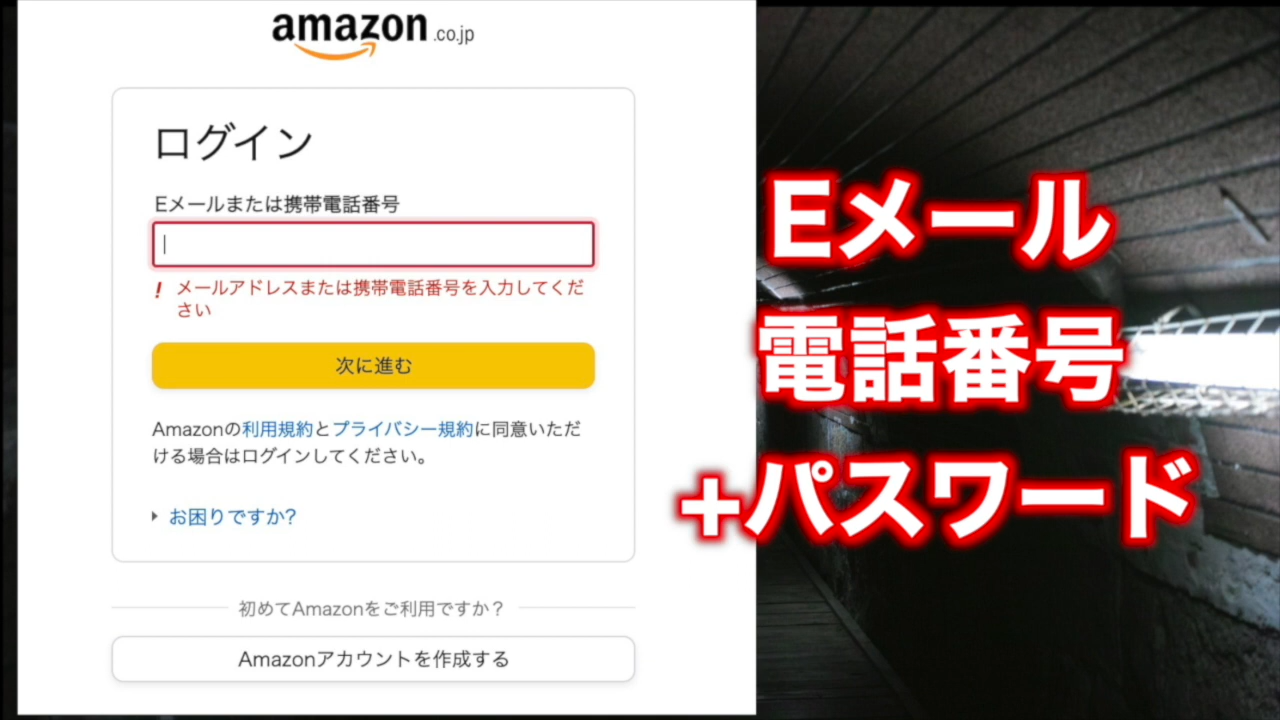 amazon.co.jp
ログイン
Eメールまたは携帯電話番号
! メールアドレスまたは携帯電話番号を入力してくだ
さい
次に進む
Amazonの利用規約とプライバシー規約に同意いただ
ける場合はログインしてください。
お困りですか?
初めてAmazonをご利用ですか？
Amazonアカウントを作成する
Eメール
電話番号
+パスワード